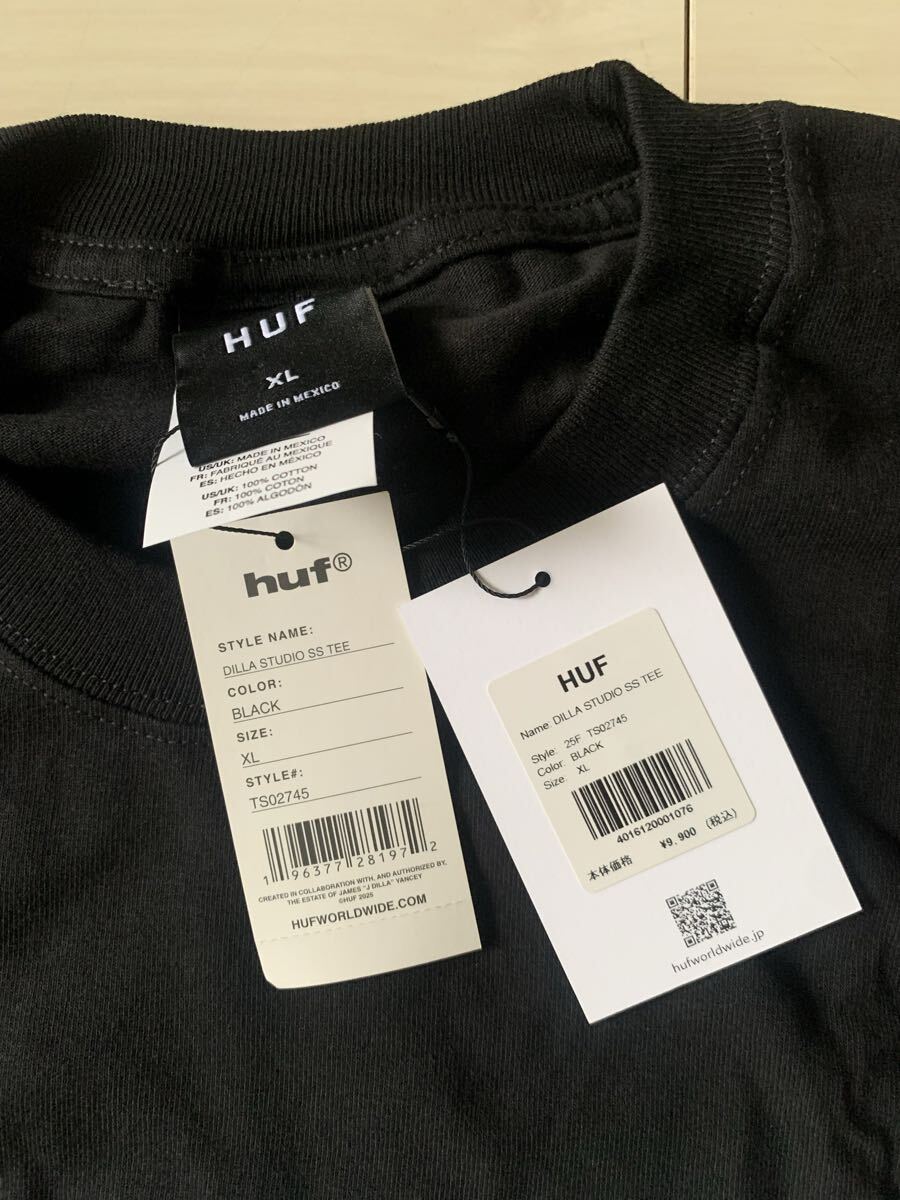 HUF
XL
MADE IN MEXICO
US/UK: MADE IN MEXICO
FR: FABRIQUÉ AU MEXIQUE
ES: HECHO EN MÉXICO
US/UK: 100% COTTON
FR: 100% COTON
ES: 100% ALGODÓN
huf®
STYLE NAME:
DILLA STUDIO SS TEE
COLOR:
BLACK
SIZE:
XL
STYLE#:
TS02745
1 96377 28197 2
CREATED IN COLLABORATION WITH, AND AUTHORIZED BY,
THE ESTATE OF JAMES "J DILLA" YANCEY
©HUF 2025
HUFWORLDWIDE.COM
HUF
Name: DILLA STUDIO SS TEE
Style: 25F TS02745
Color: BLACK
Size: XL
4016120001076
本体価格 ¥9,900 (税込)
hufworldwide.jp